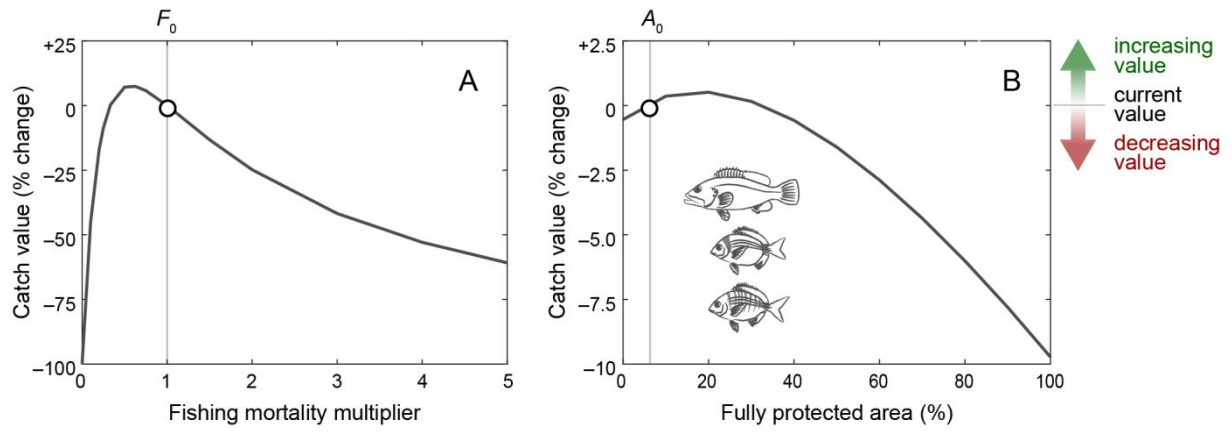 F₀
A
Catch value (% change)
+25
0
−25
−50
−75
−100
0
1
2
3
4
5
Fishing mortality multiplier
A₀
B
Catch value (% change)
+2.5
0
−2.5
−5.0
−7.5
−10
0
20
40
60
80
100
Fully protected area (%)
increasing
value
current
value
decreasing
value